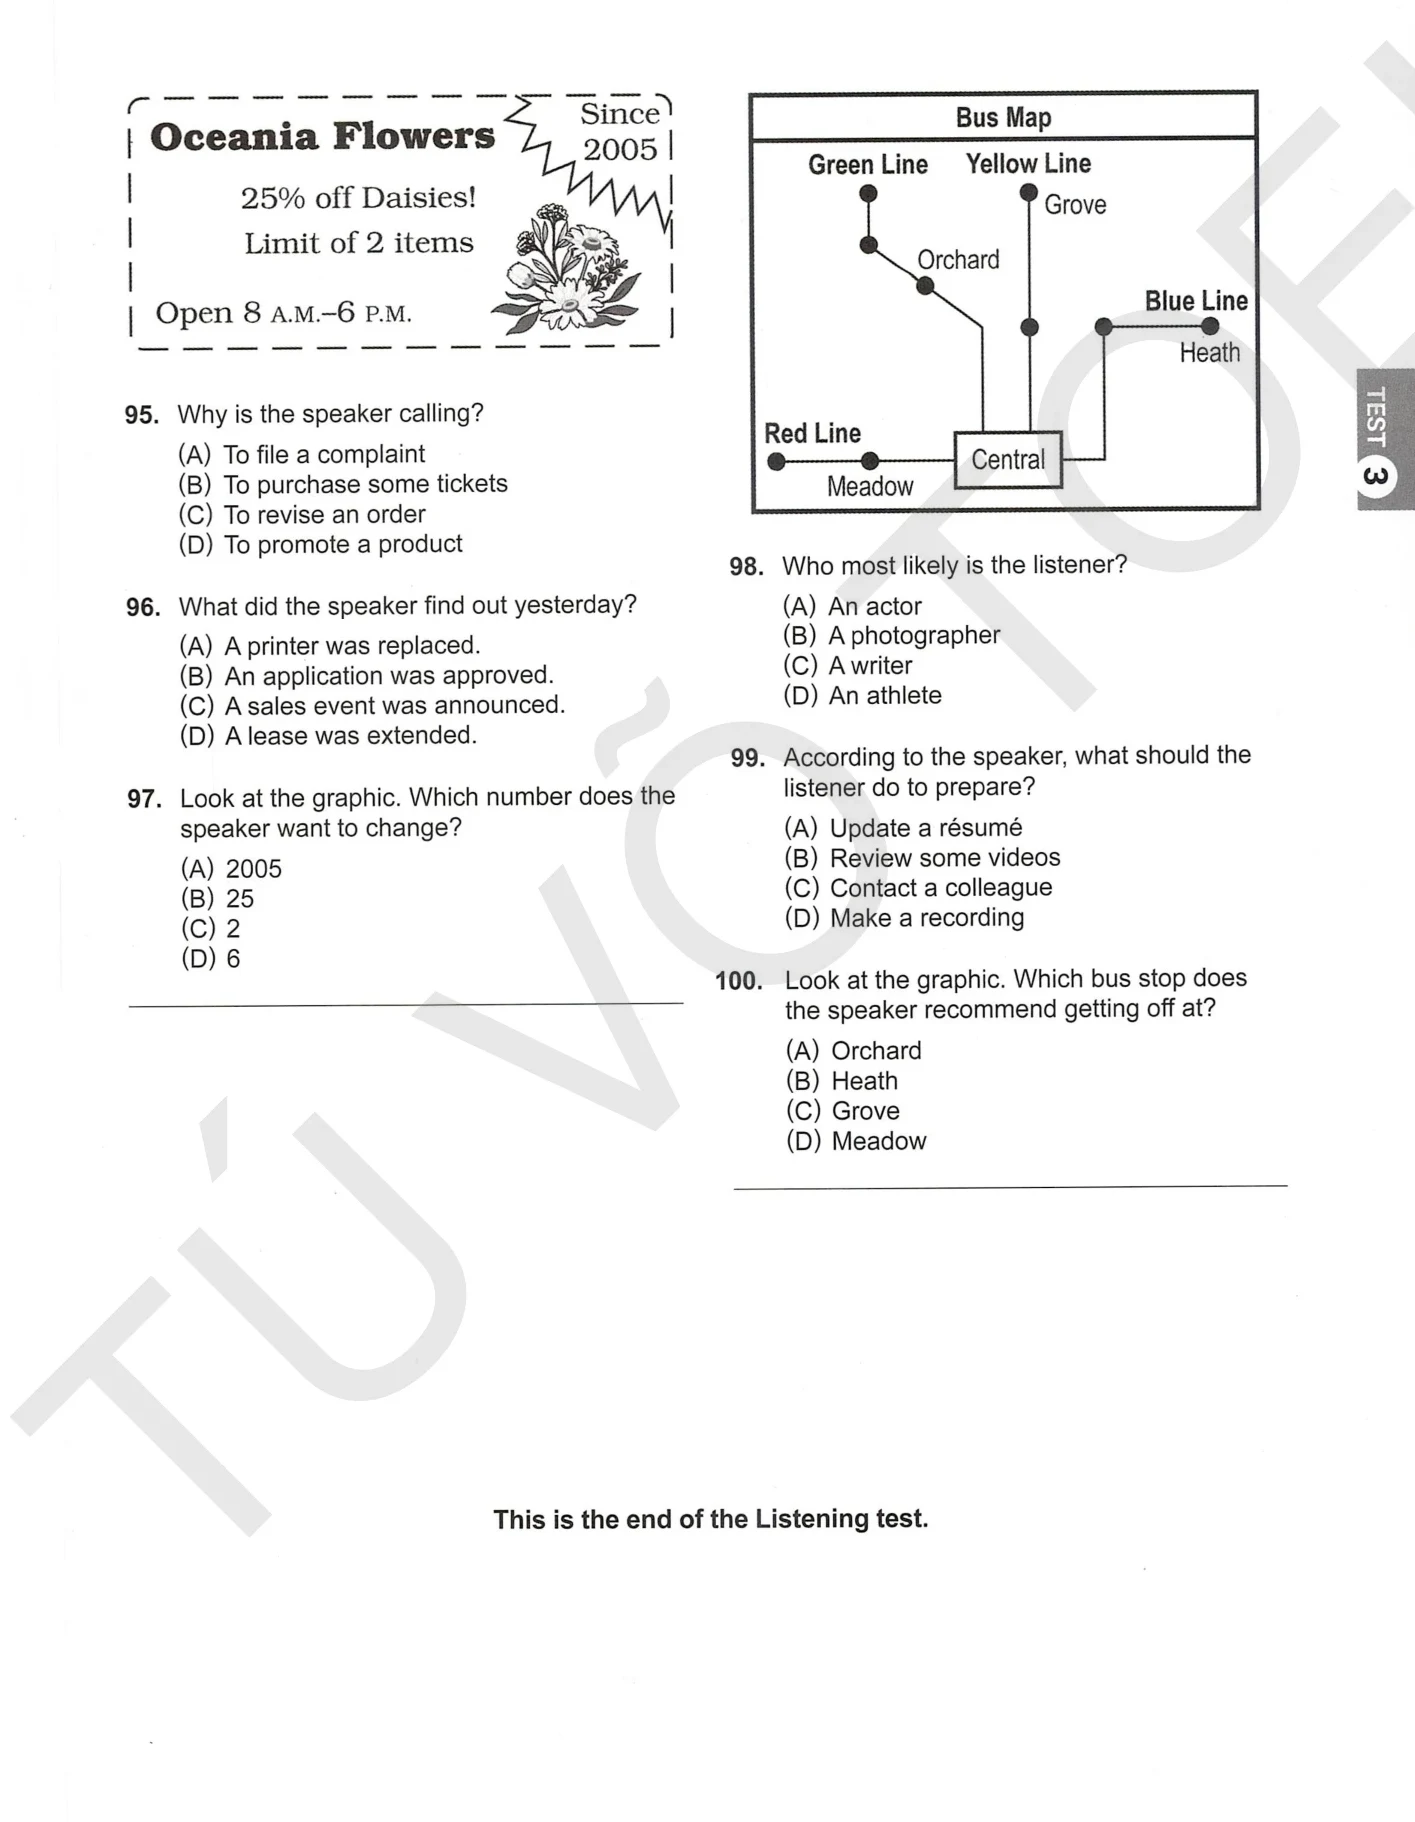 Oceania Flowers
Since
2005
25% off Daisies!
Limit of 2 items
Open 8 A.M.–6 P.M.
95. Why is the speaker calling?
(A) To file a complaint
(B) To purchase some tickets
(C) To revise an order
(D) To promote a product
96. What did the speaker find out yesterday?
(A) A printer was replaced.
(B) An application was approved.
(C) A sales event was announced.
(D) A lease was extended.
97. Look at the graphic. Which number does the
speaker want to change?
(A) 2005
(B) 25
(C) 2
(D) 6
Bus Map
Green Line
Yellow Line
Grove
Orchard
Blue Line
Heath
Red Line
Central
Meadow
98. Who most likely is the listener?
(A) An actor
(B) A photographer
(C) A writer
(D) An athlete
99. According to the speaker, what should the
listener do to prepare?
(A) Update a résumé
(B) Review some videos
(C) Contact a colleague
(D) Make a recording
100. Look at the graphic. Which bus stop does
the speaker recommend getting off at?
(A) Orchard
(B) Heath
(C) Grove
(D) Meadow
This is the end of the Listening test.
TEST 3
TÚ VÕ TOE